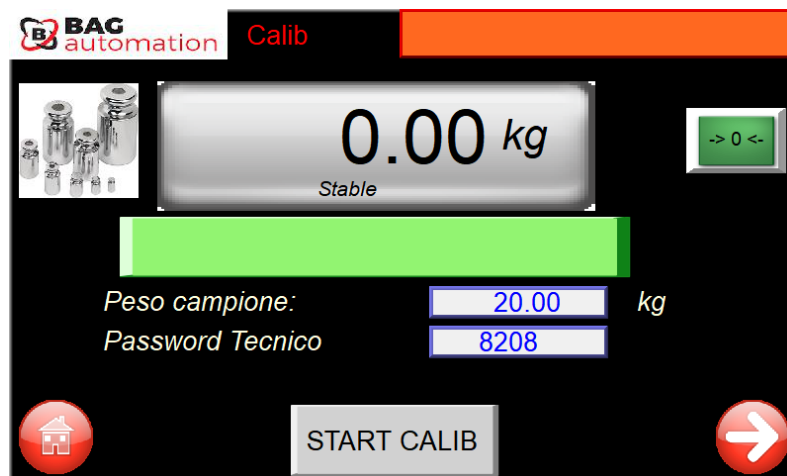 BAG
automation
Calib
0.00 kg
Stable
-> 0 <-
Peso campione: 20.00 kg
Password Tecnico 8208
START CALIB